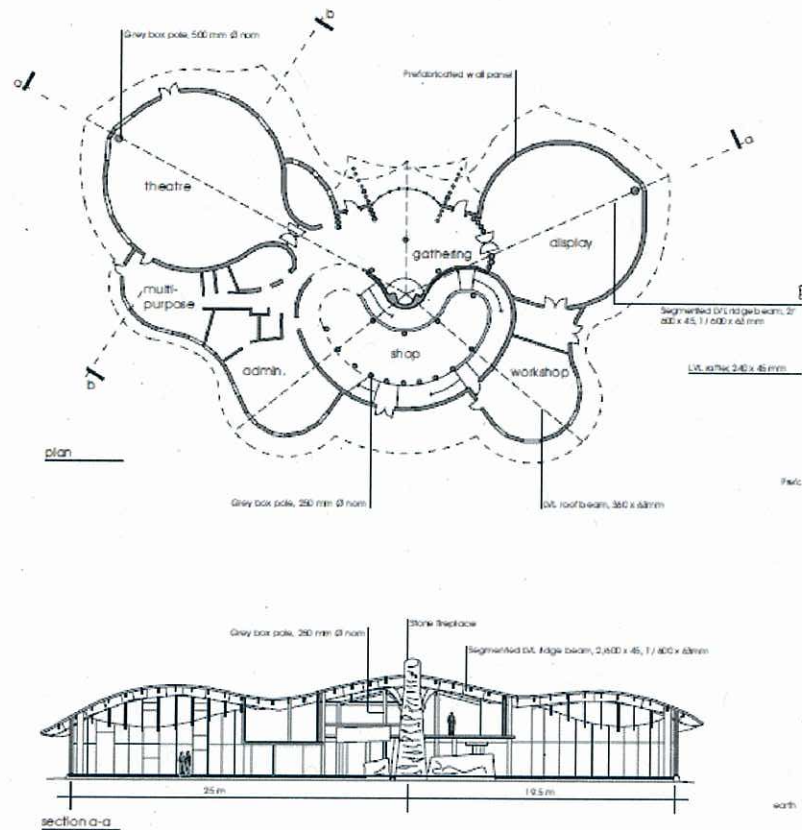 b
Grey box pole, 500 mm Ø nom
a
Prefabricated wall panel
a
theatre
gathering
display
multi-
purpose
Segmented LVL ridge beam, 2/
600 x 45, 1 / 600 x 63 mm
shop
admin.
workshop
LVL rafter, 240 x 45 mm
b
plan
Grey box pole, 250 mm Ø nom
LVL roof beam, 360 x 63mm
Stone fireplace
Grey box pole, 250 mm Ø nom
Segmented LVL ridge beam, 2/600 x 45, 1 / 600 x 63mm
25 m
19.5 m
earth
section a-a